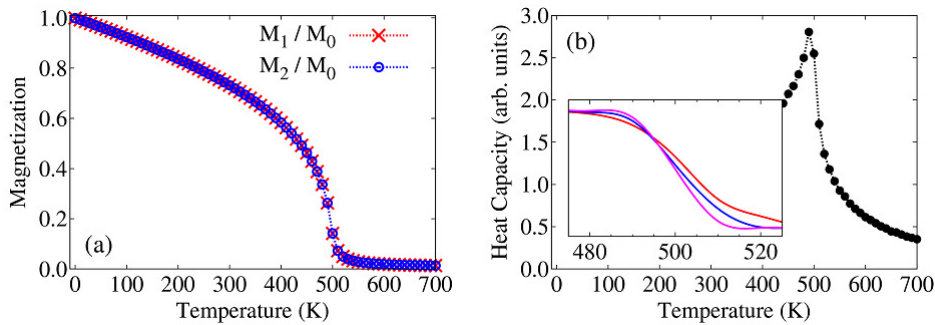 1.0
0.8
0.6
0.4
0.2
0.0
Magnetization
M1 / M0
M2 / M0
(a)
0 100 200 300 400 500 600 700
Temperature (K)
3.0
2.5
2.0
1.5
1.0
0.5
0.0
Heat Capacity (arb. units)
(b)
480 500 520
0 100 200 300 400 500 600 700
Temperature (K)